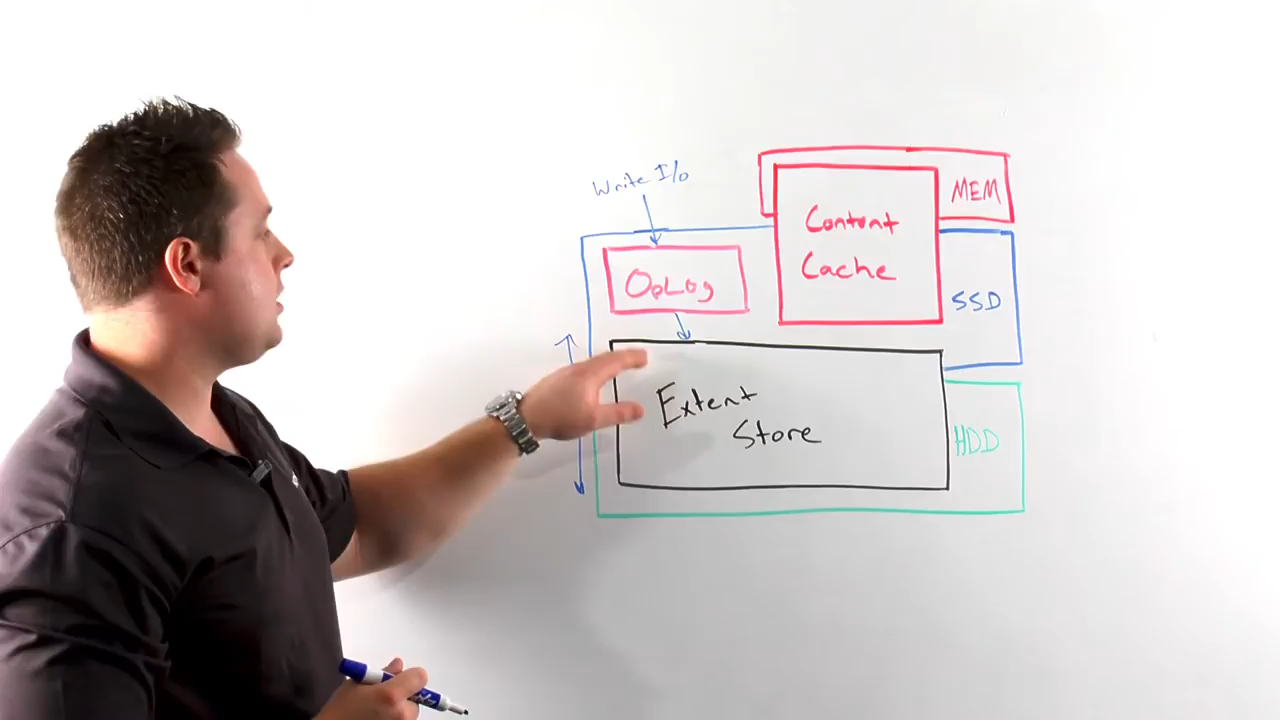 Write I/o
MEM
Content
Cache
OpLog
SSD
Extent
Store
HDD